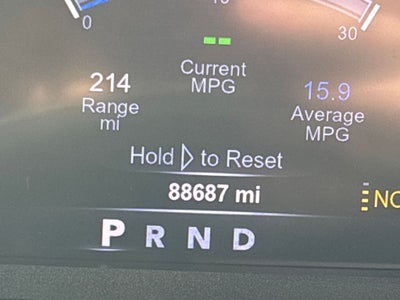 0
30
Current
MPG
214
Range
mi
15.9
Average
MPG
Hold ▷ to Reset
88687 mi
P R N D